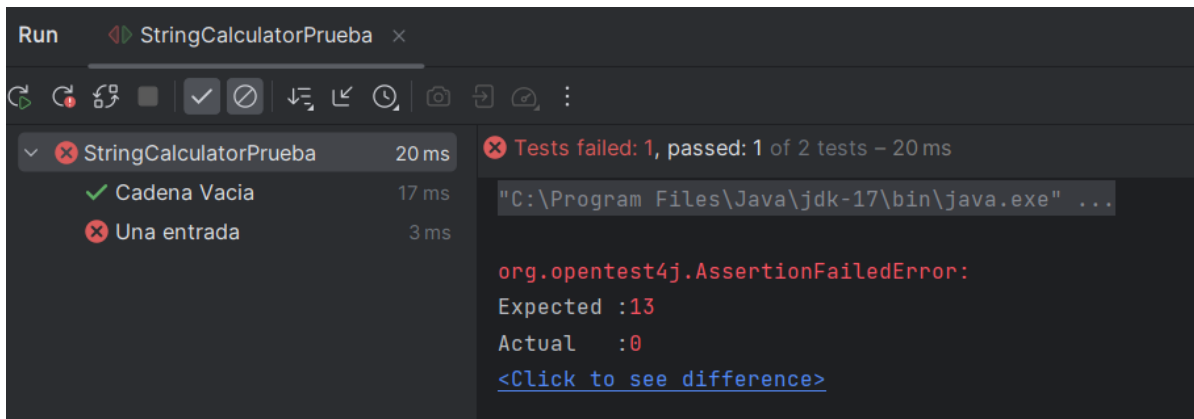 Run StringCalculatorPrueba ×
StringCalculatorPrueba 20 ms
Cadena Vacia 17 ms
Una entrada 3 ms
Tests failed: 1, passed: 1 of 2 tests – 20 ms
"C:\Program Files\Java\jdk-17\bin\java.exe" ...
org.opentest4j.AssertionFailedError:
Expected :13
Actual   :0
<Click to see difference>